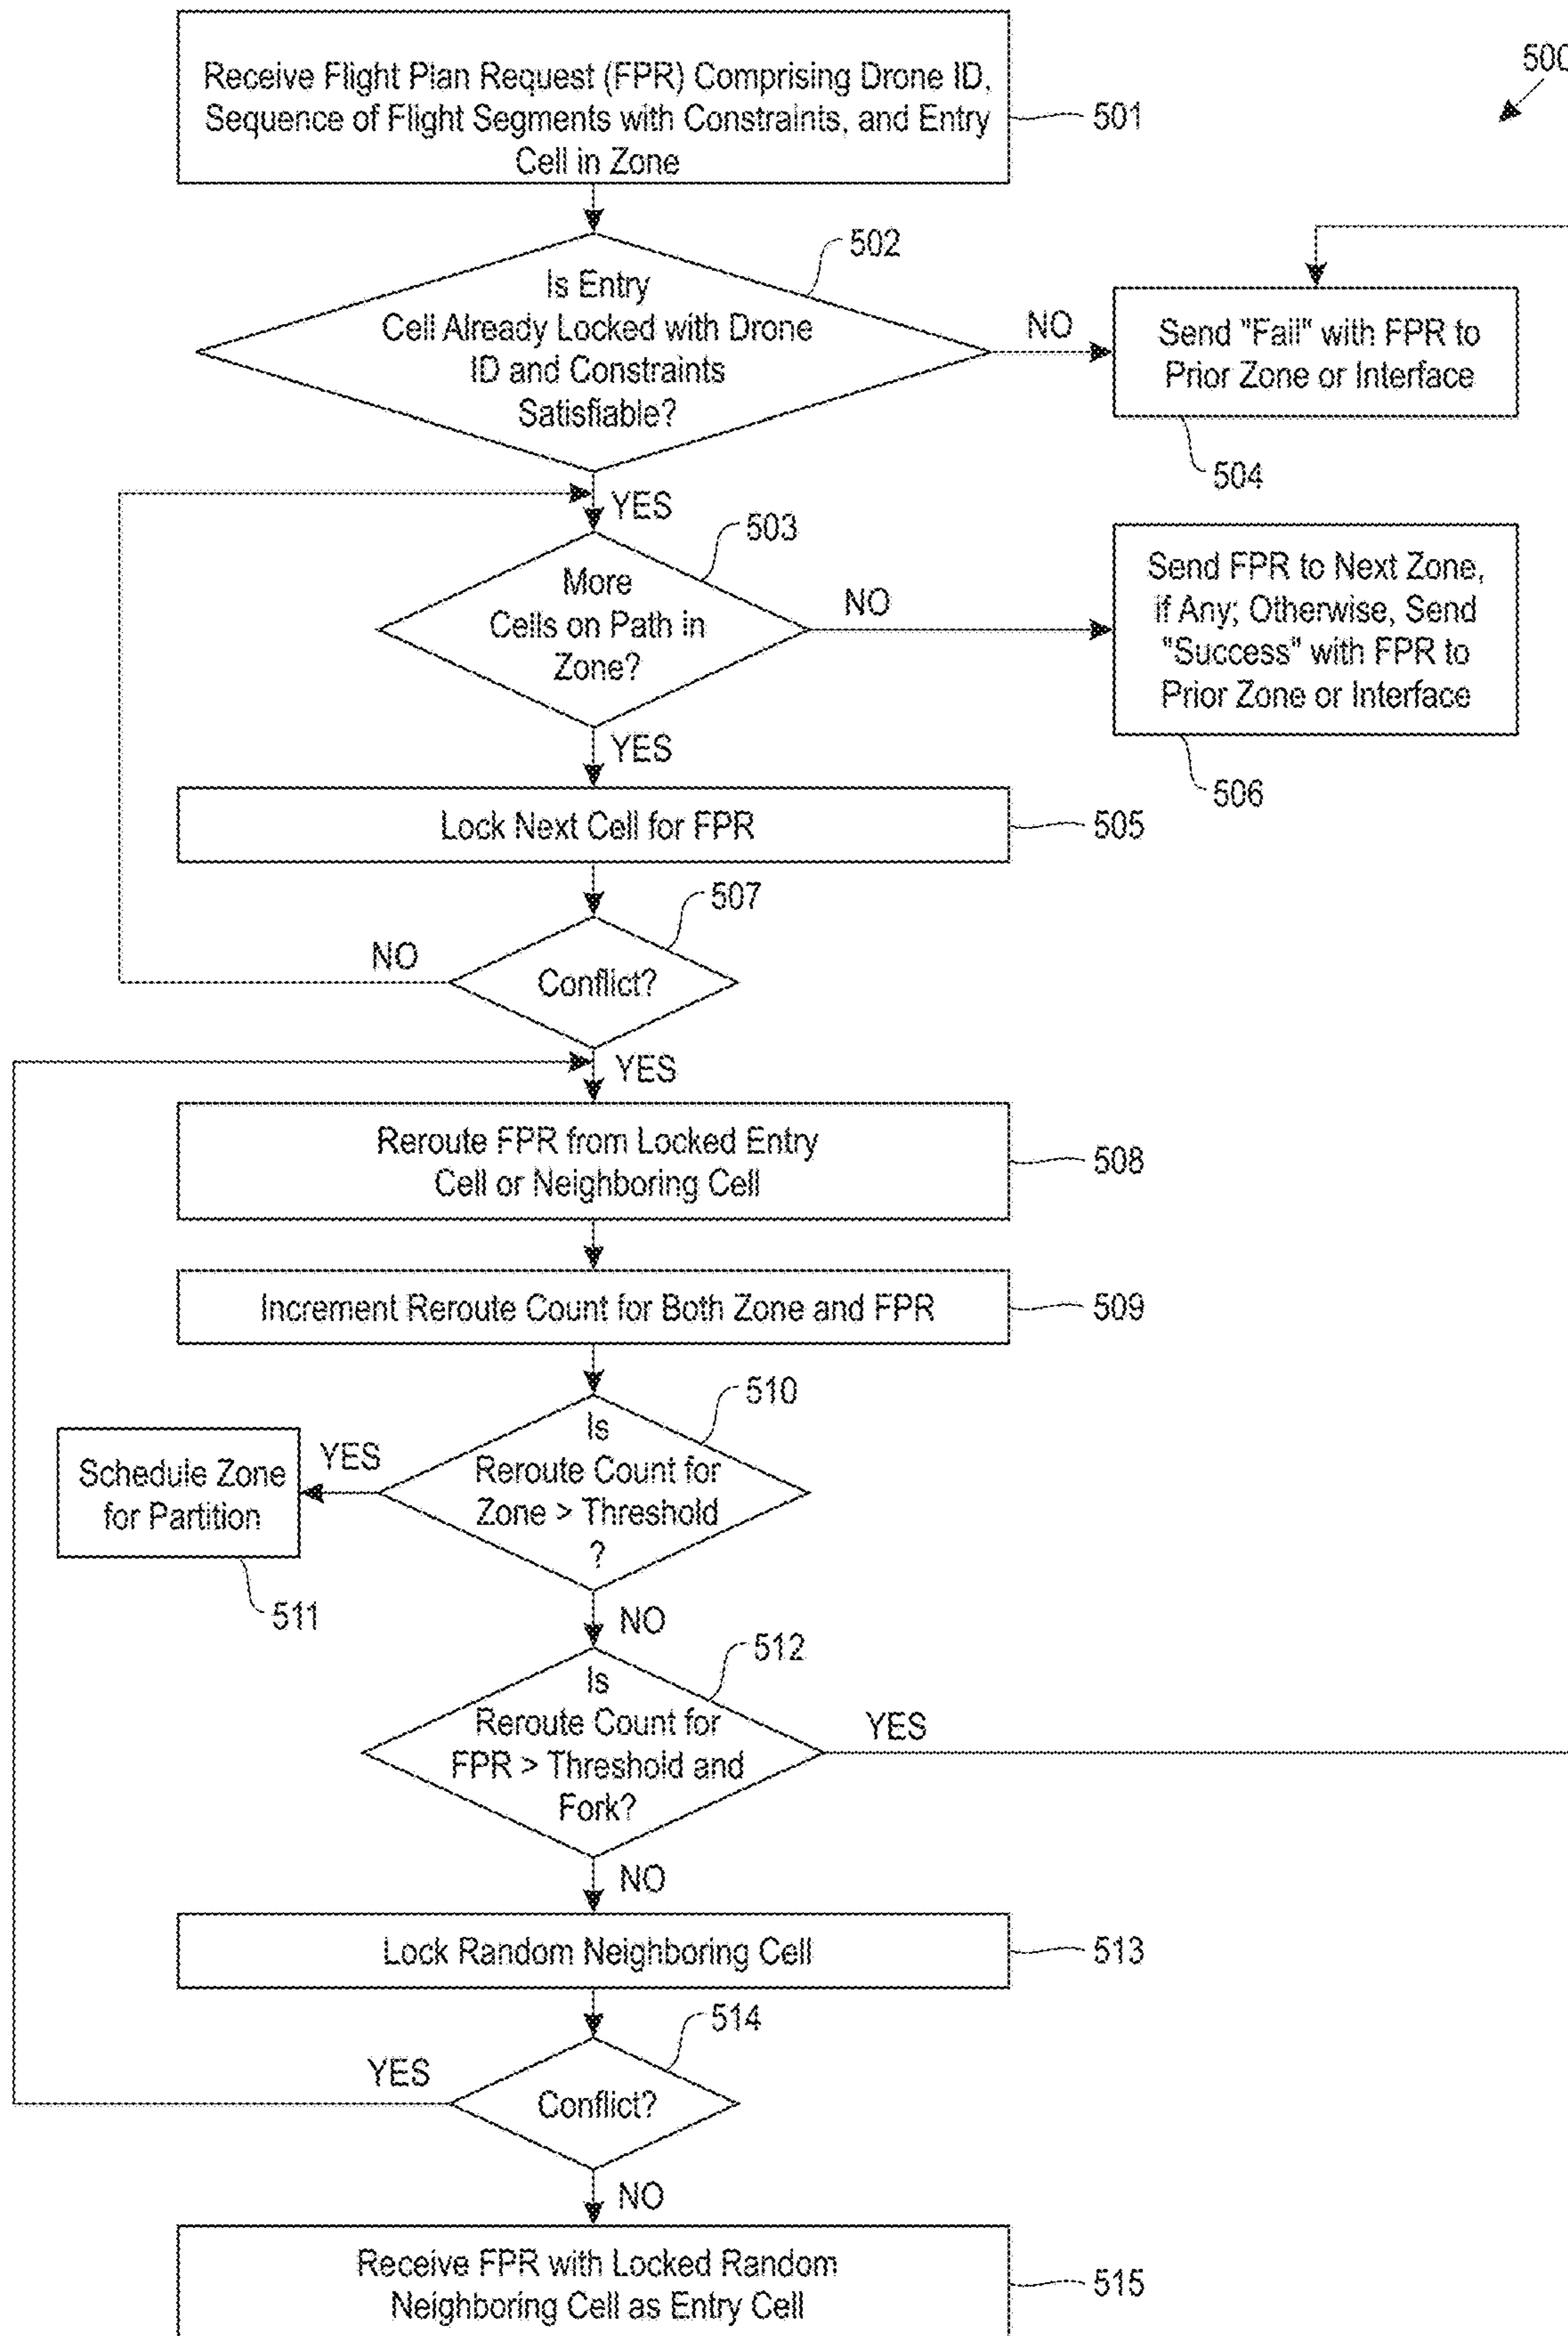 500
Receive Flight Plan Request (FPR) Comprising Drone ID,
Sequence of Flight Segments with Constraints, and Entry
Cell in Zone
501
502
Is Entry
Cell Already Locked with Drone
ID and Constraints
Satisfiable?
NO
Send "Fail" with FPR to
Prior Zone or Interface
504
YES
503
More
Cells on Path in
Zone?
NO
Send FPR to Next Zone,
if Any; Otherwise, Send
"Success" with FPR to
Prior Zone or Interface
506
YES
Lock Next Cell for FPR
505
507
Conflict?
NO
YES
Reroute FPR from Locked Entry
Cell or Neighboring Cell
508
Increment Reroute Count for Both Zone and FPR
509
510
Is
Reroute Count for
Zone > Threshold
?
YES
Schedule Zone
for Partition
511
NO
512
Is
Reroute Count for
FPR > Threshold and
Fork?
YES
NO
Lock Random Neighboring Cell
513
514
Conflict?
YES
NO
Receive FPR with Locked Random
Neighboring Cell as Entry Cell
515